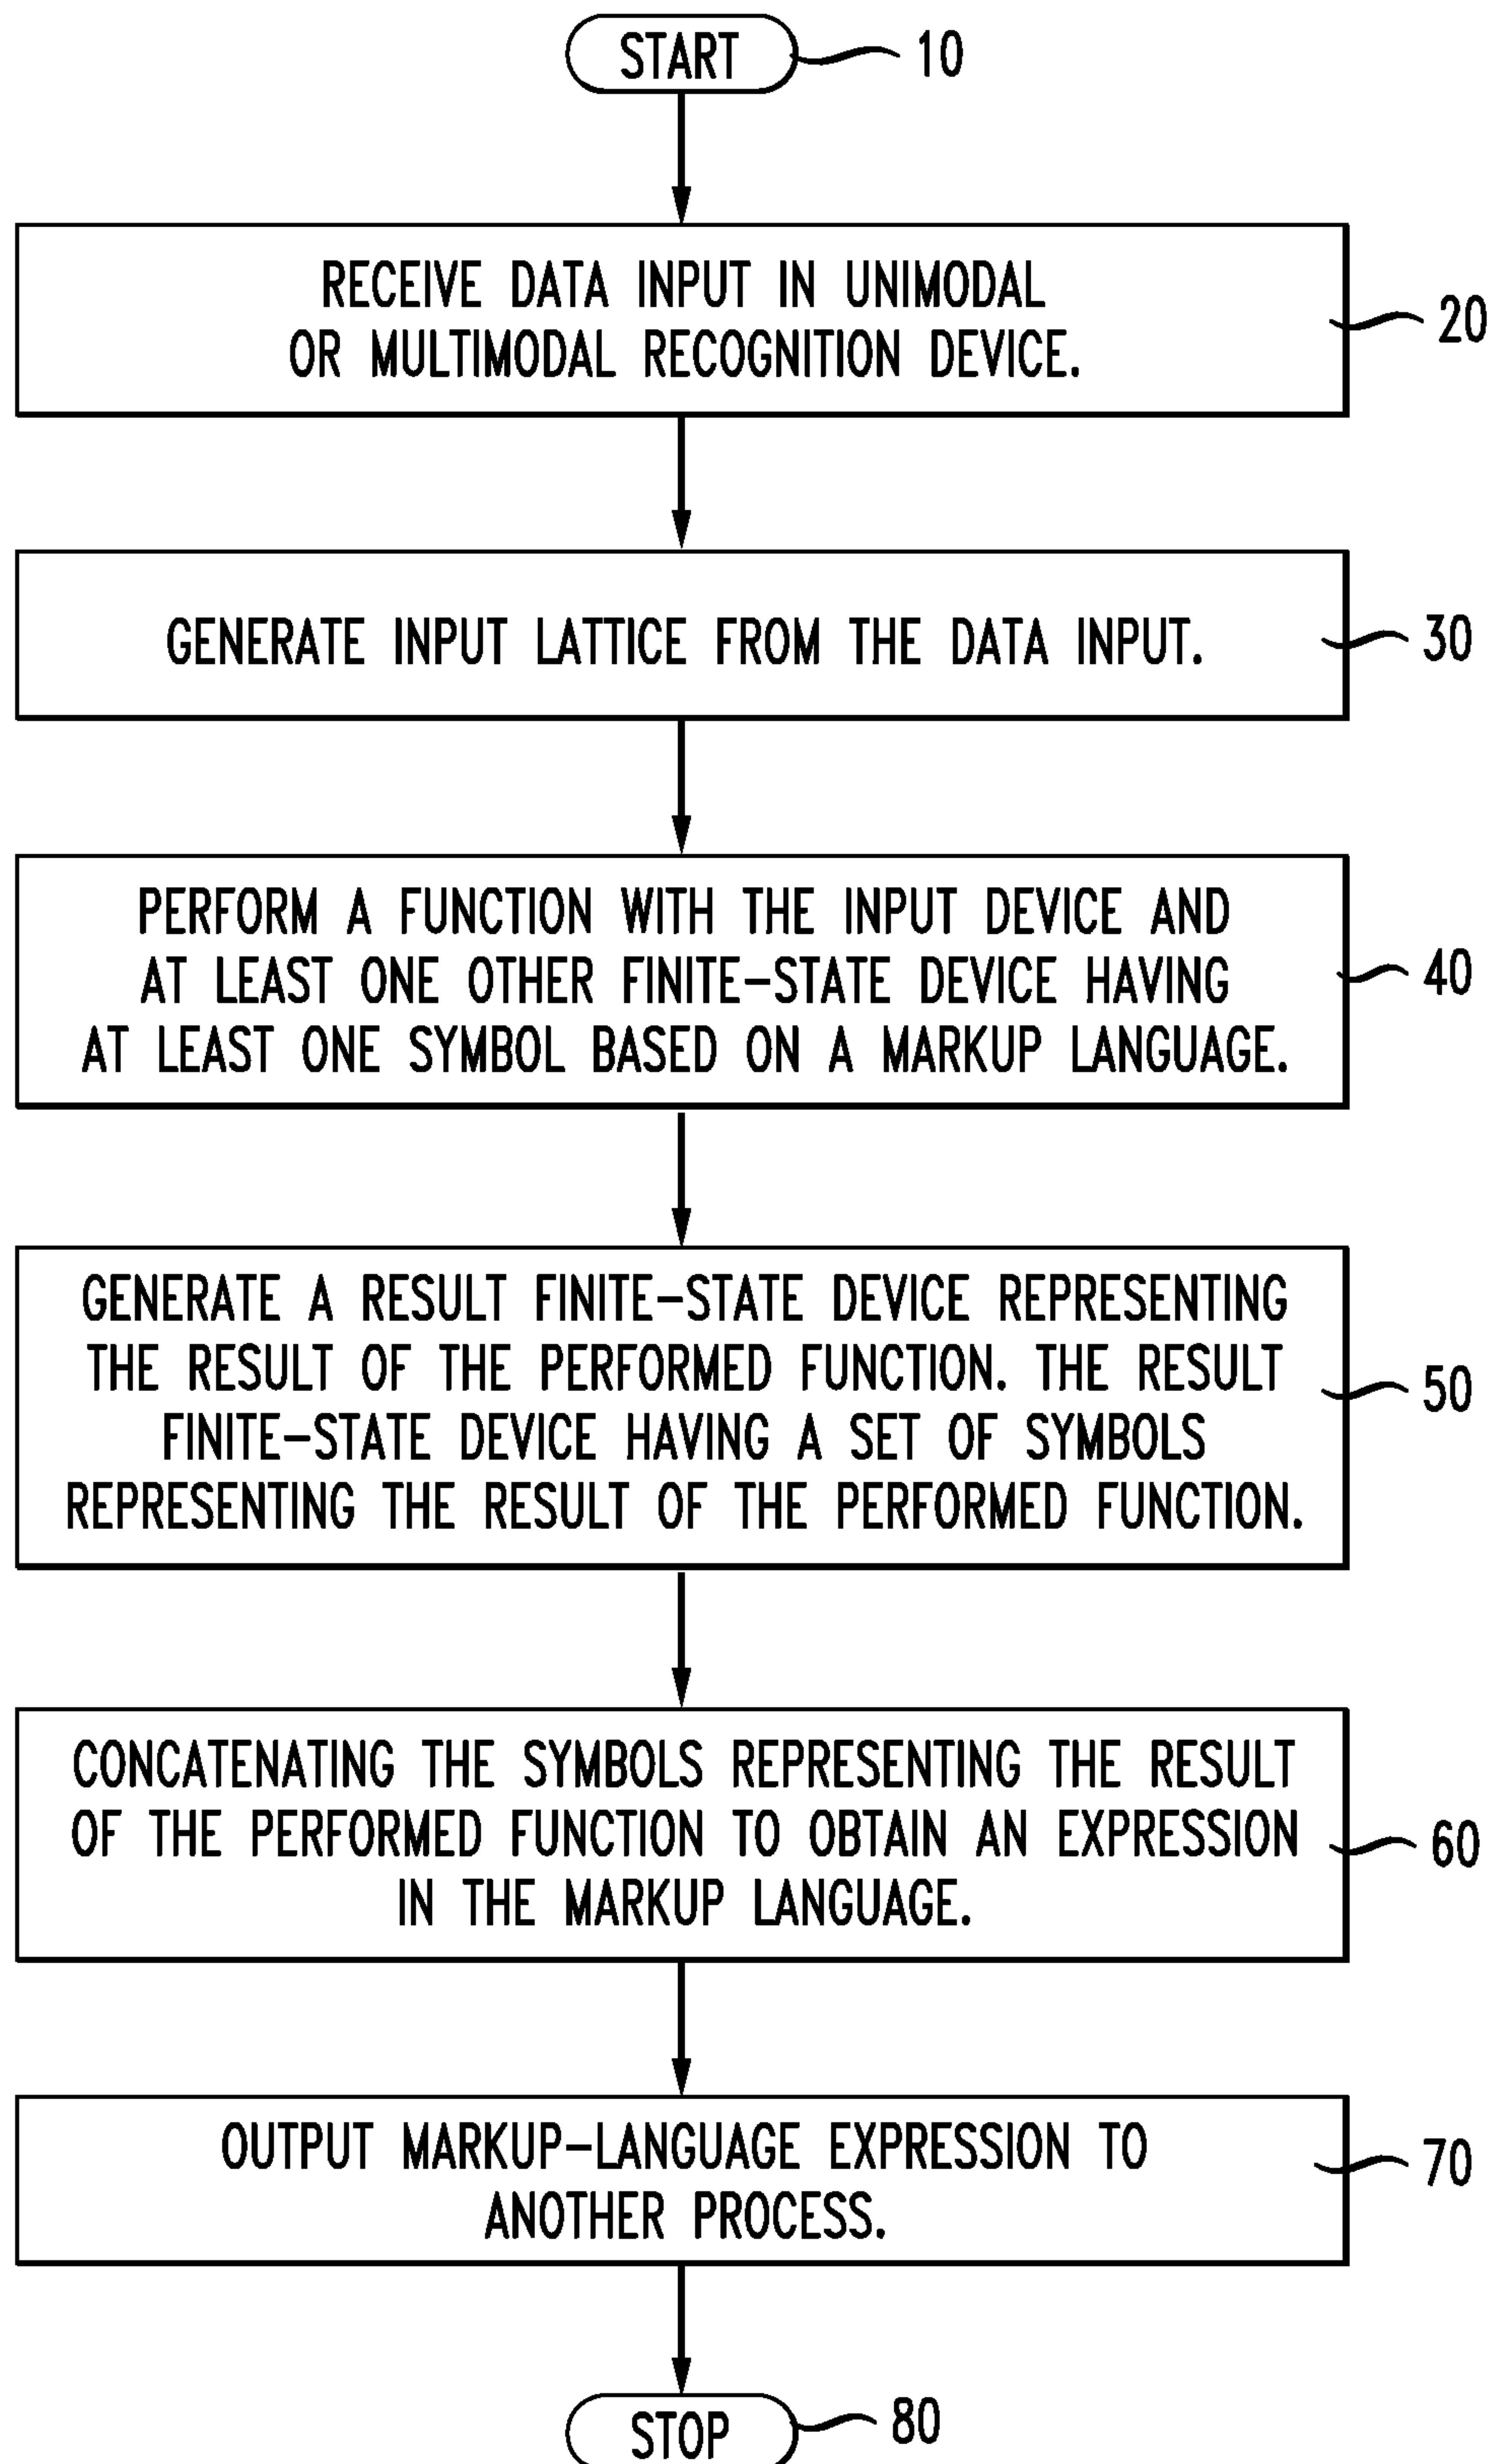 START
10
RECEIVE DATA INPUT IN UNIMODAL
OR MULTIMODAL RECOGNITION DEVICE.
20
GENERATE INPUT LATTICE FROM THE DATA INPUT.
30
PERFORM A FUNCTION WITH THE INPUT DEVICE AND
AT LEAST ONE OTHER FINITE-STATE DEVICE HAVING
AT LEAST ONE SYMBOL BASED ON A MARKUP LANGUAGE.
40
GENERATE A RESULT FINITE-STATE DEVICE REPRESENTING
THE RESULT OF THE PERFORMED FUNCTION. THE RESULT
FINITE-STATE DEVICE HAVING A SET OF SYMBOLS
REPRESENTING THE RESULT OF THE PERFORMED FUNCTION.
50
CONCATENATING THE SYMBOLS REPRESENTING THE RESULT
OF THE PERFORMED FUNCTION TO OBTAIN AN EXPRESSION
IN THE MARKUP LANGUAGE.
60
OUTPUT MARKUP-LANGUAGE EXPRESSION TO
ANOTHER PROCESS.
70
STOP
80